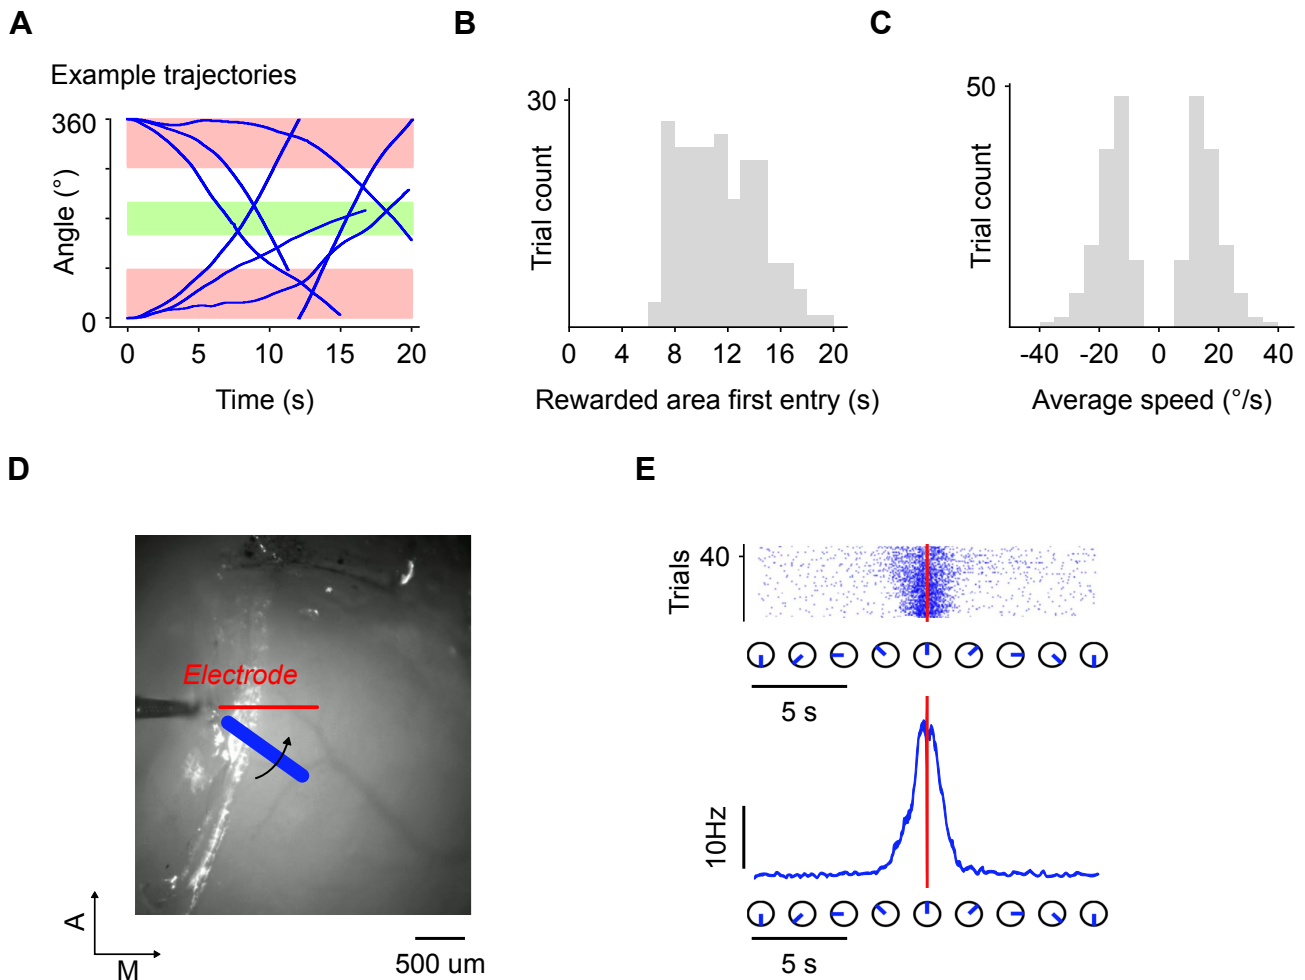 A
Example trajectories
360
0
Angle (°)
0 5 10 15 20
Time (s)
B
30
Trial count
0 4 8 12 16 20
Rewarded area first entry (s)
C
50
Trial count
-40 -20 0 20 40
Average speed (°/s)
D
Electrode
A
M
500 um
E
40
Trials
5 s
10Hz
5 s